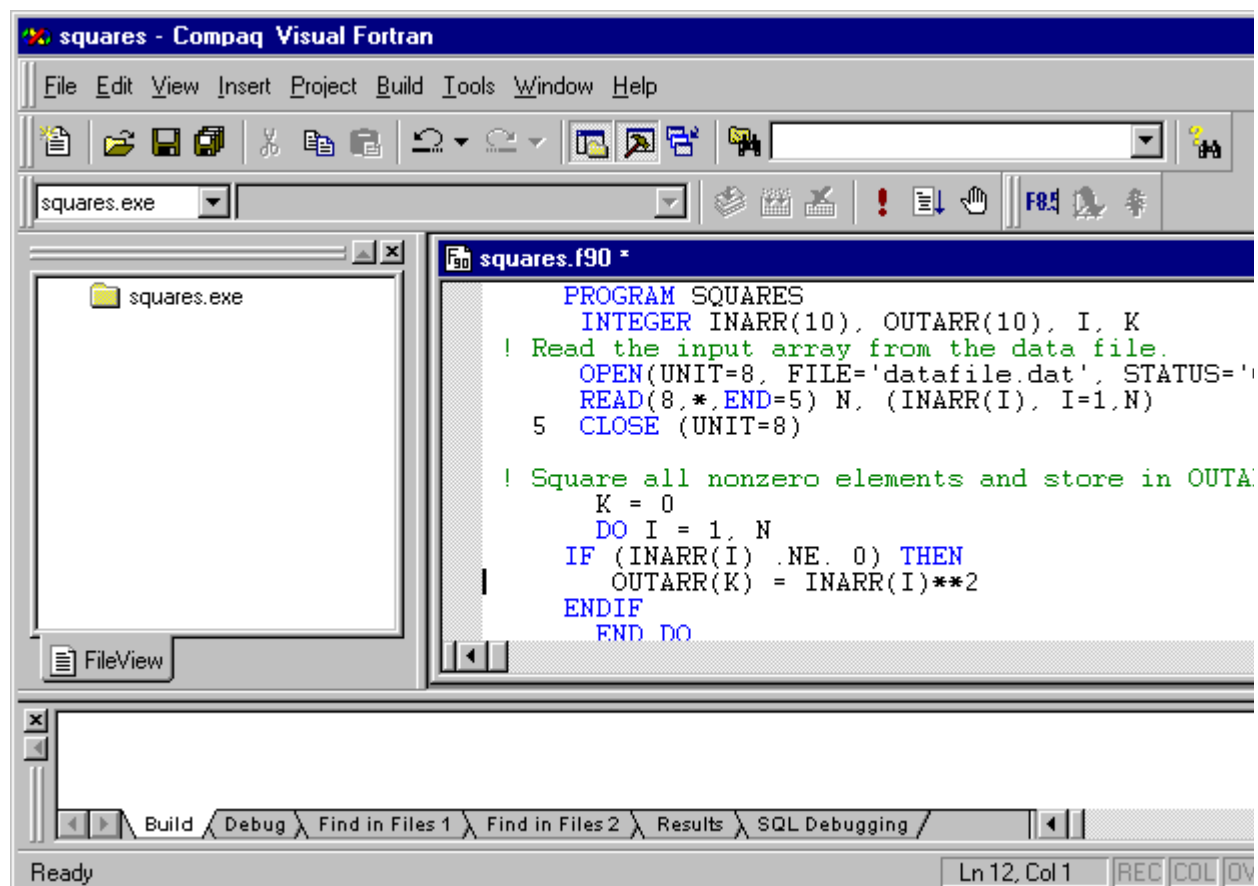 squares - Compaq Visual Fortran
File Edit View Insert Project Build Tools Window Help
squares.exe
F8.5
squares.exe
FileView
F90 squares.f90 *
PROGRAM SQUARES
INTEGER INARR(10), OUTARR(10), I, K
! Read the input array from the data file.
OPEN(UNIT=8, FILE='datafile.dat', STATUS='
READ(8,*,END=5) N, (INARR(I), I=1,N)
5 CLOSE (UNIT=8)
! Square all nonzero elements and store in OUTA
K = 0
DO I = 1, N
IF (INARR(I) .NE. 0) THEN
OUTARR(K) = INARR(I)**2
ENDIF
END DO
Build Debug Find in Files 1 Find in Files 2 Results SQL Debugging
Ready Ln 12, Col 1 REC COL OV